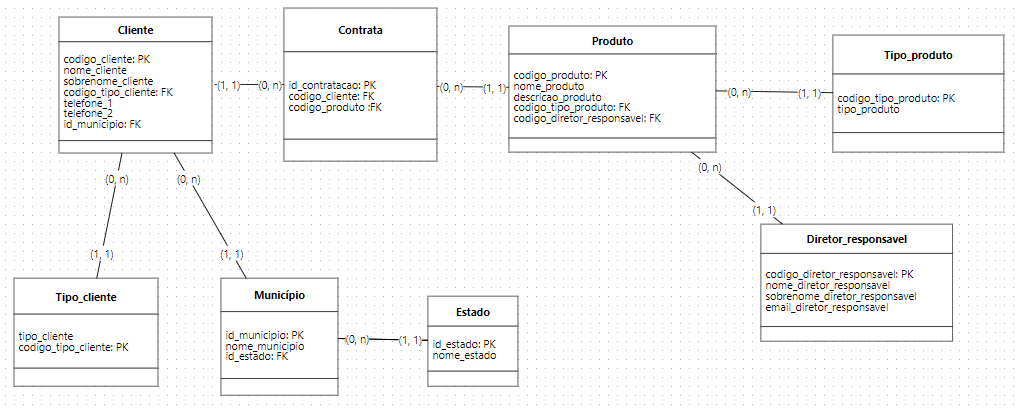 Cliente
codigo_cliente: PK
nome_cliente
sobrenome_cliente
codigo_tipo_cliente: FK
telefone_1
telefone_2
id_municipio: FK
(1, 1)
(0, n)
Contrata
id_contratacao: PK
codigo_cliente: FK
codigo_produto :FK
(0, n)
(1, 1)
Produto
codigo_produto: PK
nome_produto
descricao_produto
codigo_tipo_produto: FK
codigo_diretor_responsavel: FK
(0, n)
(1, 1)
Tipo_produto
codigo_tipo_produto: PK
tipo_produto
(0, n)
(0, n)
(0, n)
(1, 1)
(1, 1)
(1, 1)
Diretor_responsavel
codigo_diretor_responsavel: PK
nome_diretor_responsavel
sobrenome_diretor_responsavel
email_diretor_responsavel
Tipo_cliente
tipo_cliente
codigo_tipo_cliente: PK
Município
id_municipio: PK
nome_municipio
id_estado: FK
(0, n)
(1, 1)
Estado
id_estado: PK
nome_estado